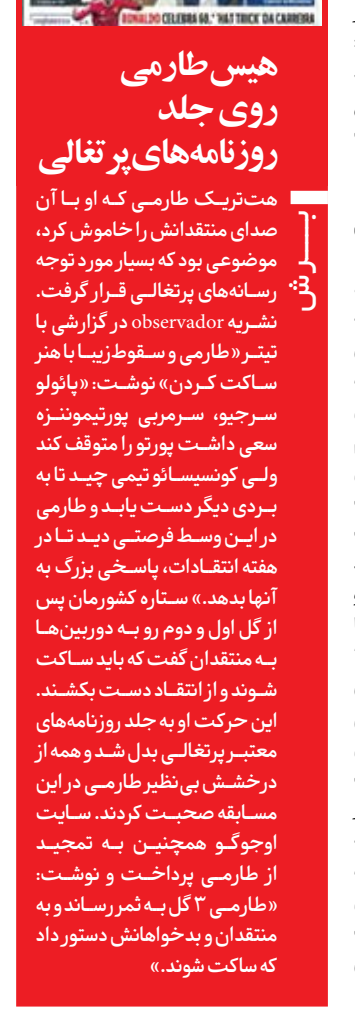 RONALDO CELEBRA 60.º 'HAT TRICK' DA CARREIRA
هیس طارمی
روی جلد
روزنامه‌های پرتغالی
بــرش
هت‌تریک طارمی که او با آن
صدای منتقدانش را خاموش کرد،
موضوعی بود که بسیار مورد توجه
رسانه‌های پرتغالی قرار گرفت.
نشریه observador در گزارشی با
تیتر «طارمی و سقوط زیبا با هنر
ساکت کردن» نوشت: «پائولو
سرجیو، سرمربی پورتیموننزه
سعی داشت پورتو را متوقف کند
ولی کونسیسائو تیمی چید تا به
بردی دیگر دست یابد و طارمی
در این وسط فرصتی دید تا در
هفته انتقادات، پاسخی بزرگ به
آنها بدهد.» ستاره کشورمان پس
از گل اول و دوم رو به دوربین‌ها
به منتقدان گفت که باید ساکت
شوند و از انتقاد دست بکشند.
این حرکت او به جلد روزنامه‌های
معتبر پرتغالی بدل شد و همه از
درخشش بی‌نظیر طارمی در این
مسابقه صحبت کردند. سایت
اوجوگو همچنین به تمجید
از طارمی پرداخت و نوشت:
«طارمی ۳ گل به ثمر رساند و به
منتقدان و بدخواهانش دستور داد
که ساکت شوند.»